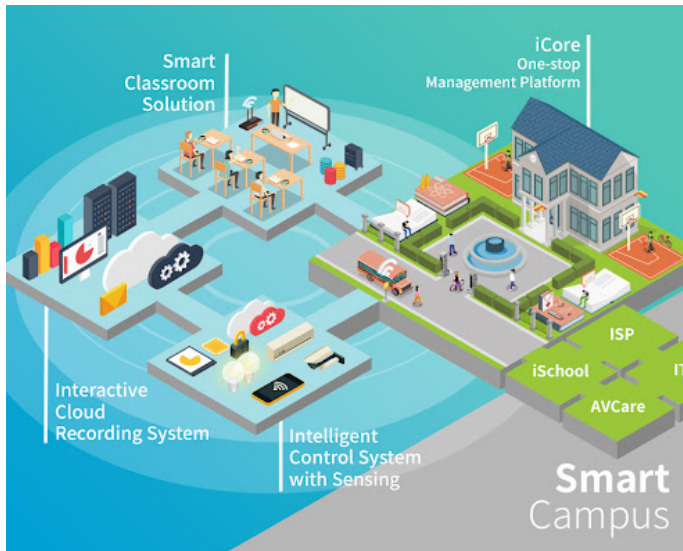 Smart
Classroom
Solution
iCore
One-stop
Management Platform
Interactive
Cloud
Recording System
Intelligent
Control System
with Sensing
ISP
iSchool
AVCare
Smart
Campus